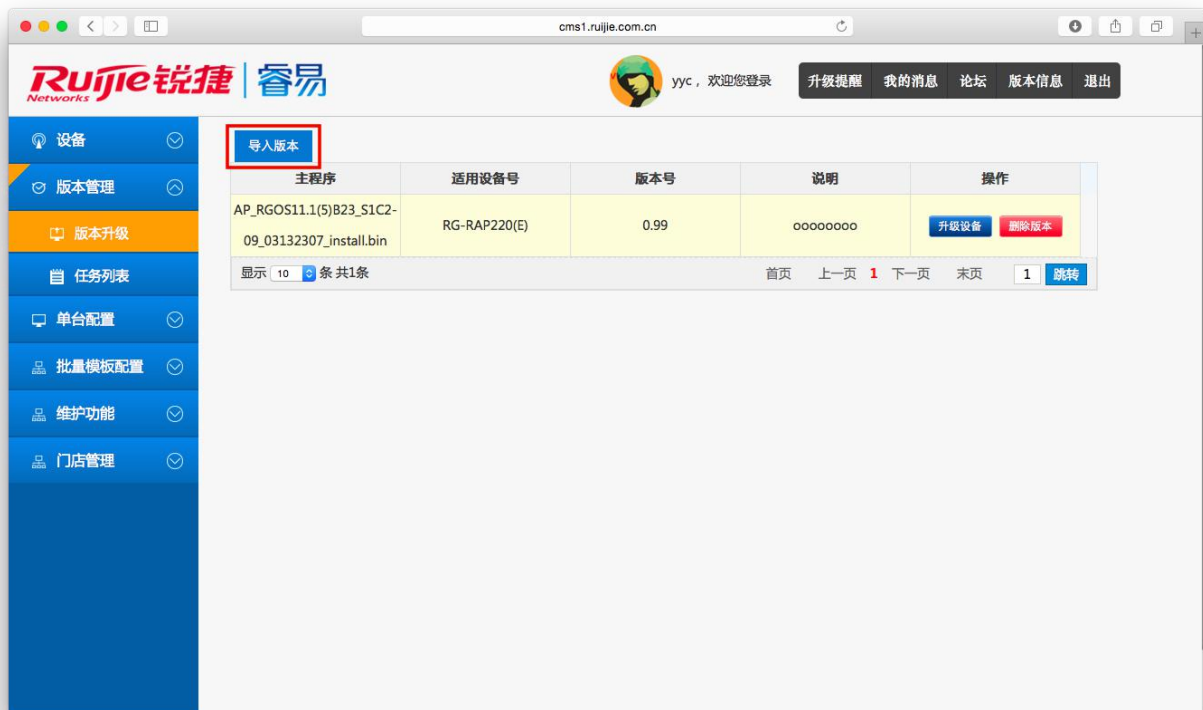 cms1.ruijie.com.cn
Ruijie锐捷 睿易
Networks
yyc，欢迎您登录
升级提醒 我的消息 论坛 版本信息 退出
设备
版本管理
版本升级
任务列表
单台配置
批量模板配置
维护功能
门店管理
导入版本
主程序 适用设备号 版本号 说明 操作
AP_RGOS11.1(5)B23_S1C2-
09_03132307_install.bin
RG-RAP220(E) 0.99 oooooooo 升级设备 删除版本
显示 10 条 共1条 首页 上一页 1 下一页 末页 1 跳转